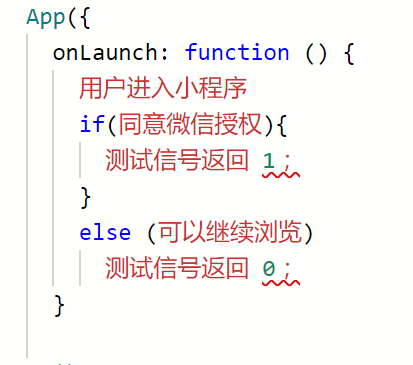 App({
onLaunch: function () {
用户进入小程序
if(同意微信授权){
测试信号返回 1；
}
else (可以继续浏览)
测试信号返回 0；
}